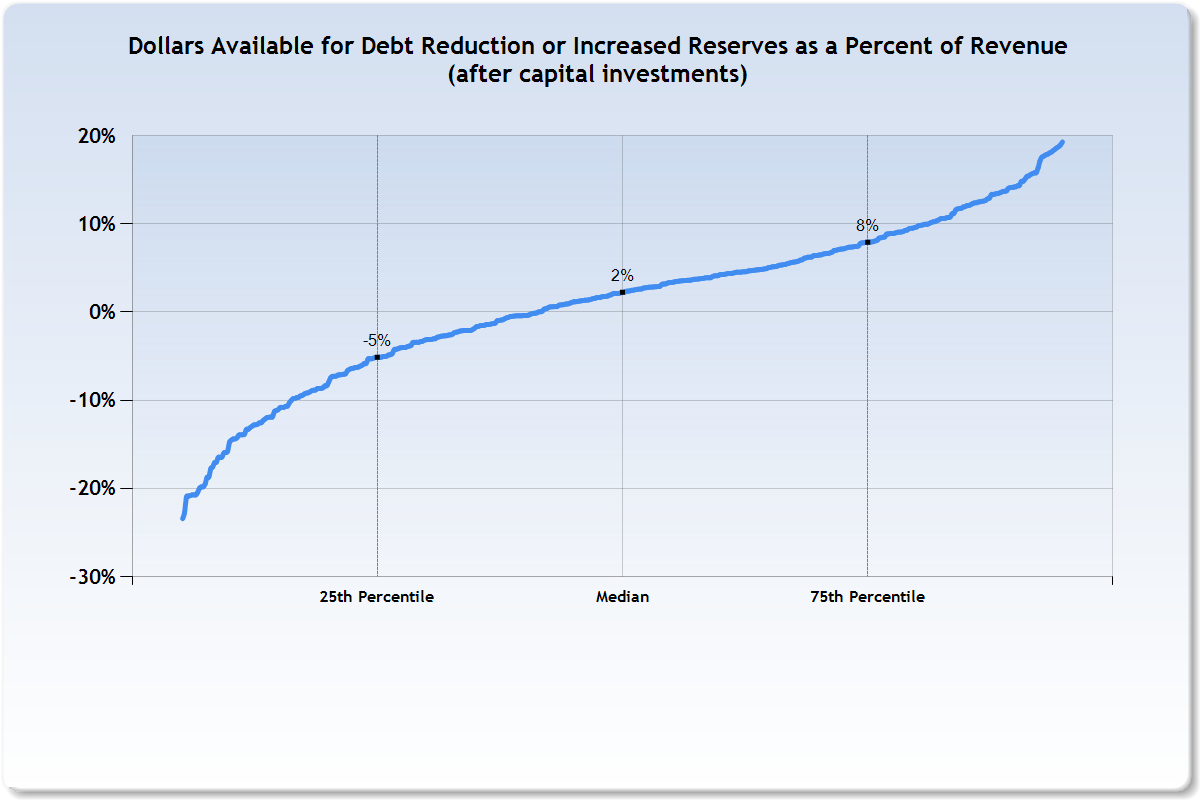 Dollars Available for Debt Reduction or Increased Reserves as a Percent of Revenue
(after capital investments)
20%
10%
8%
2%
0%
-5%
-10%
-20%
-30%
25th Percentile
Median
75th Percentile